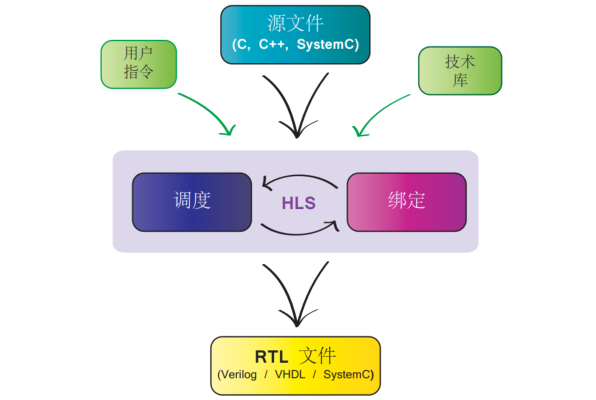 源文件
(C, C++, SystemC)
用户
指令
技术
库
调度
HLS
绑定
RTL 文件
(Verilog / VHDL / SystemC)